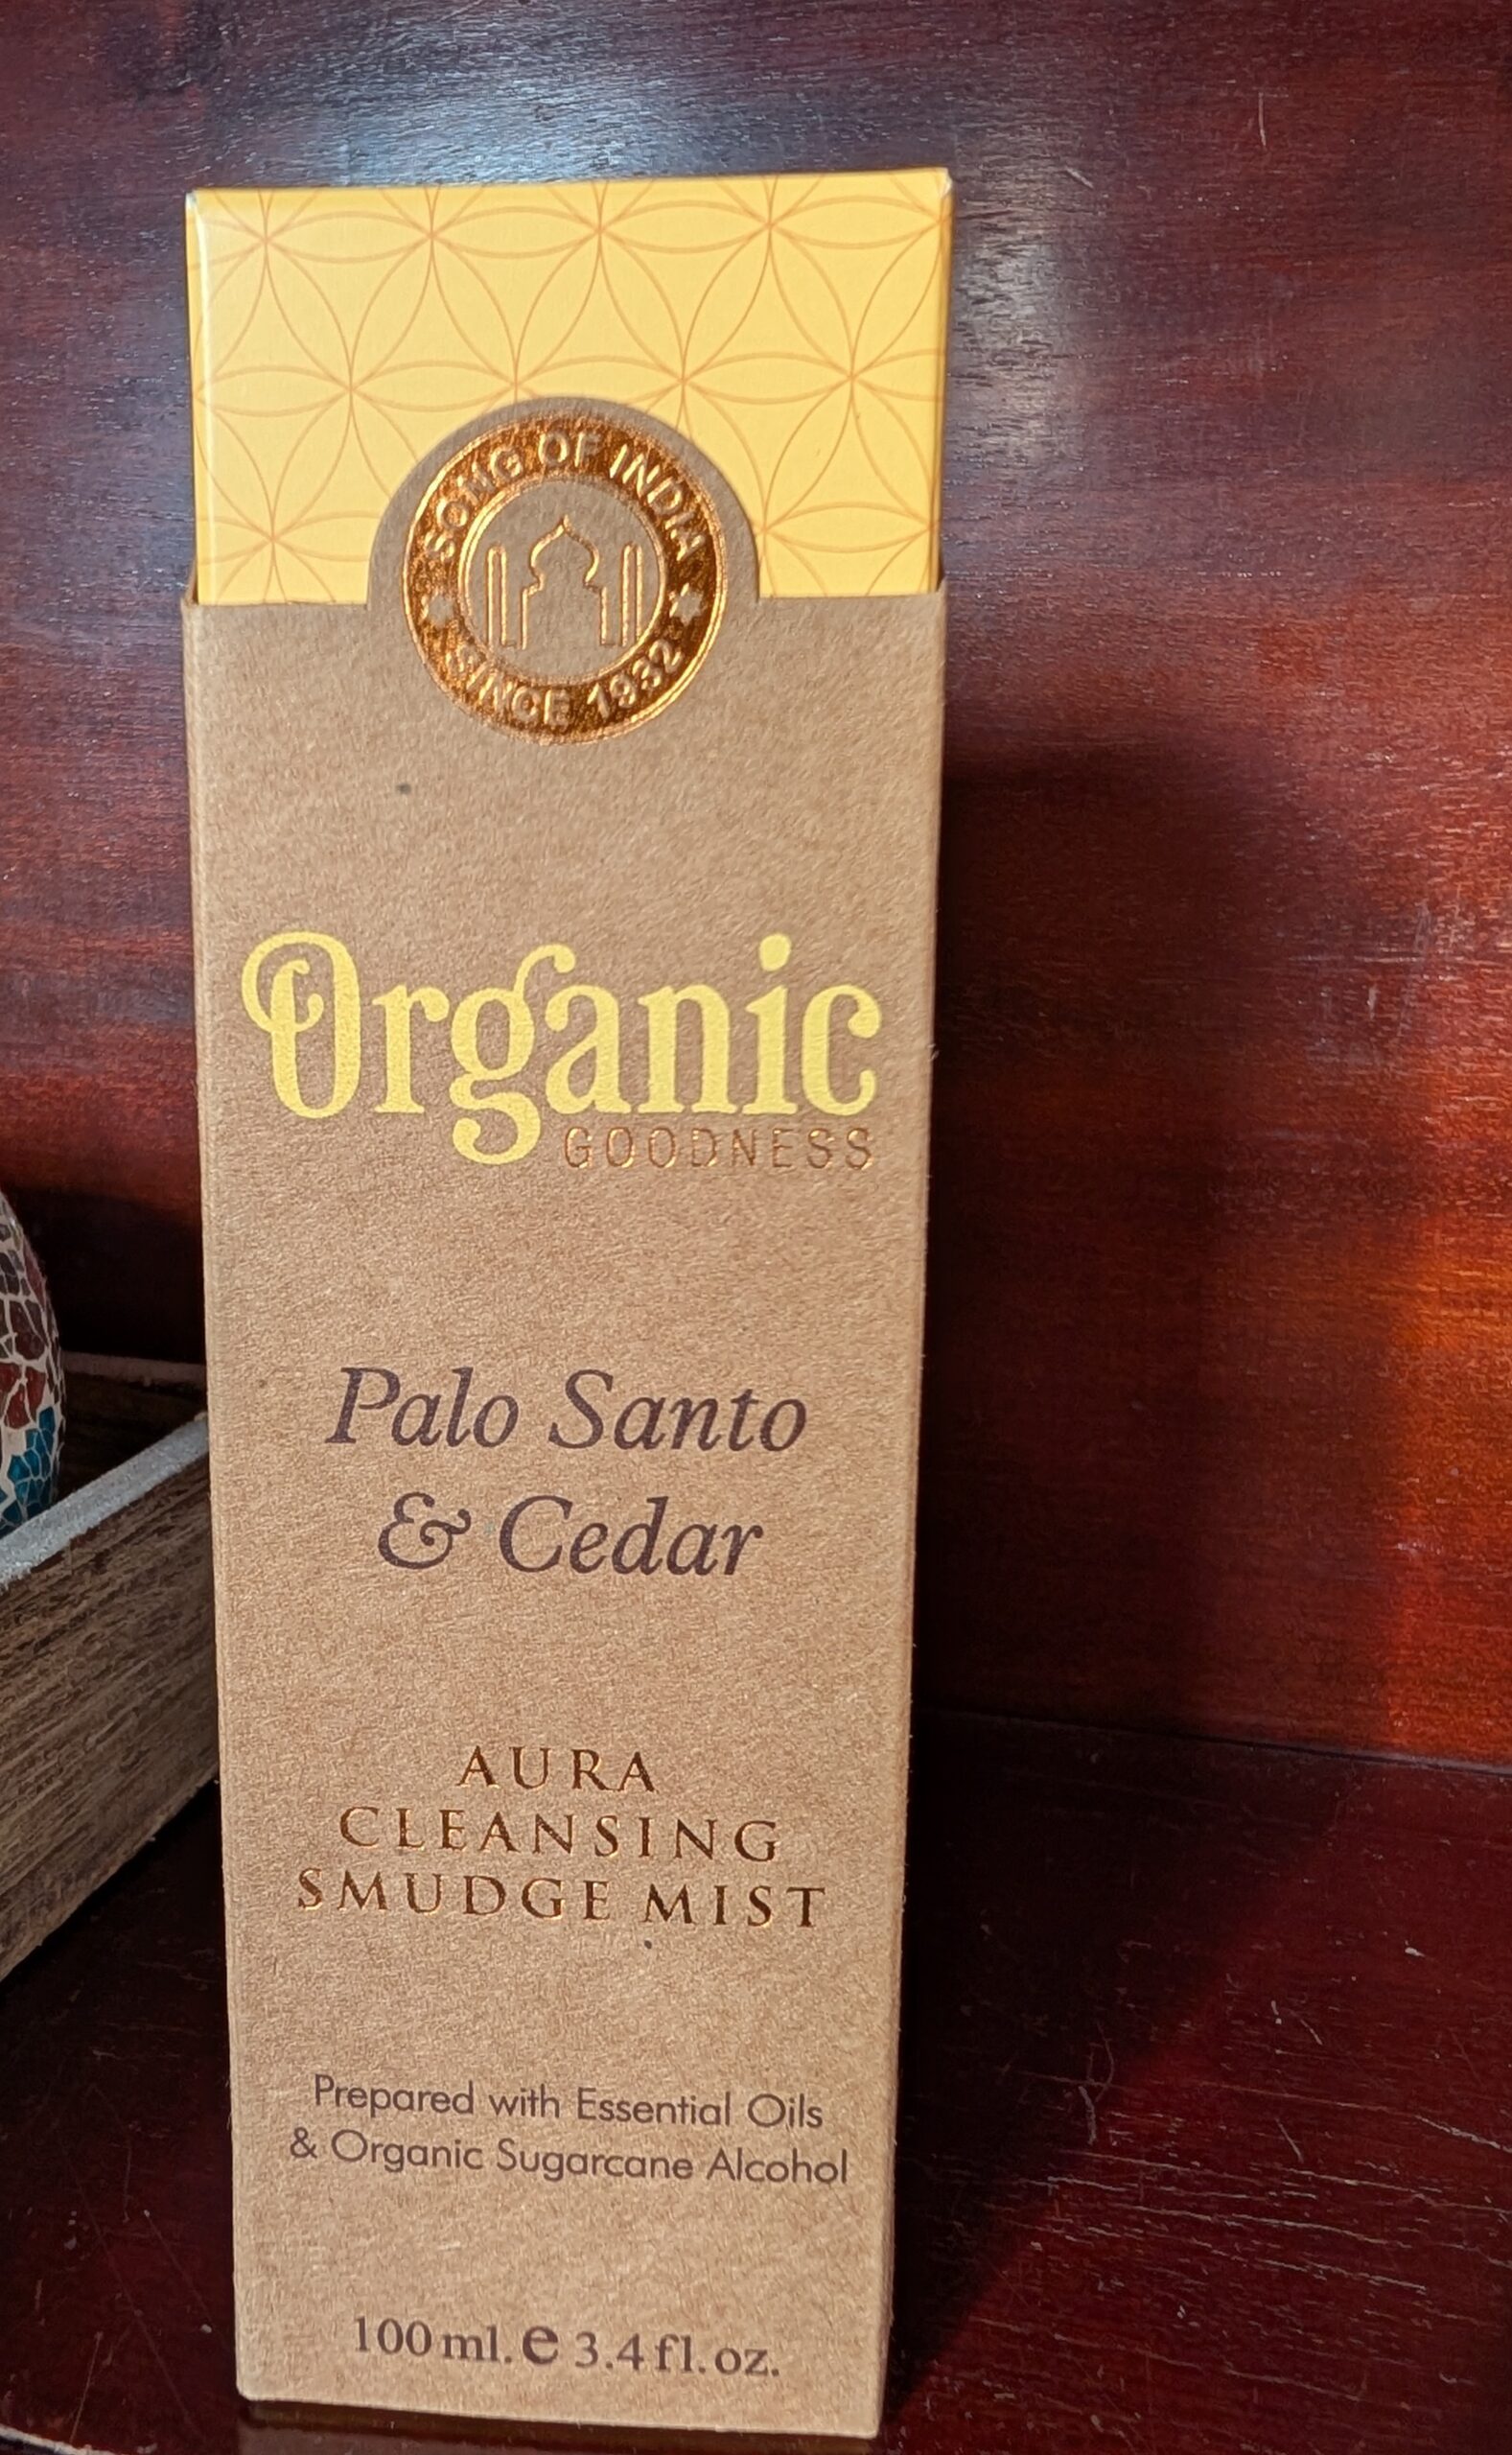 SONG OF INDIA
SINCE 1932
Organic
GOODNESS
Palo Santo
& Cedar
AURA
CLEANSING
SMUDGE MIST
Prepared with Essential Oils
& Organic Sugarcane Alcohol
100 ml. e 3.4 fl. oz.